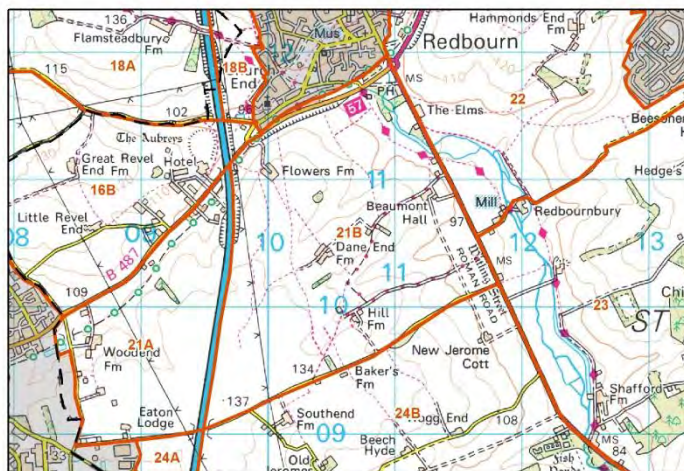 136
Flamsteadbury
Fm
18A
115
18B
Church
End
Mus
Redbourn
Hammonds End
Fm
MS
PH
57
The Elms
22
102
The Aubreys
Great Revel
End Fm
Hotel
16B
Flowers Fm
11
Beaumont
Hall
97
Mill
Redbournbury
Hedge's
Little Revel
End
08
09
10
21B
Dane End
Fm
11
12
13
B 487
Watling Street
ROMAN ROAD
MS
109
10
Hill
Fm
23
ST
21A
Woodend
Fm
New Jerome
Cott
134
Baker's
Fm
Shafford
Fm
137
Eaton
Lodge
Southend
Fm
24B
108
09
Beech
Hyde
24A
MS
84
Old